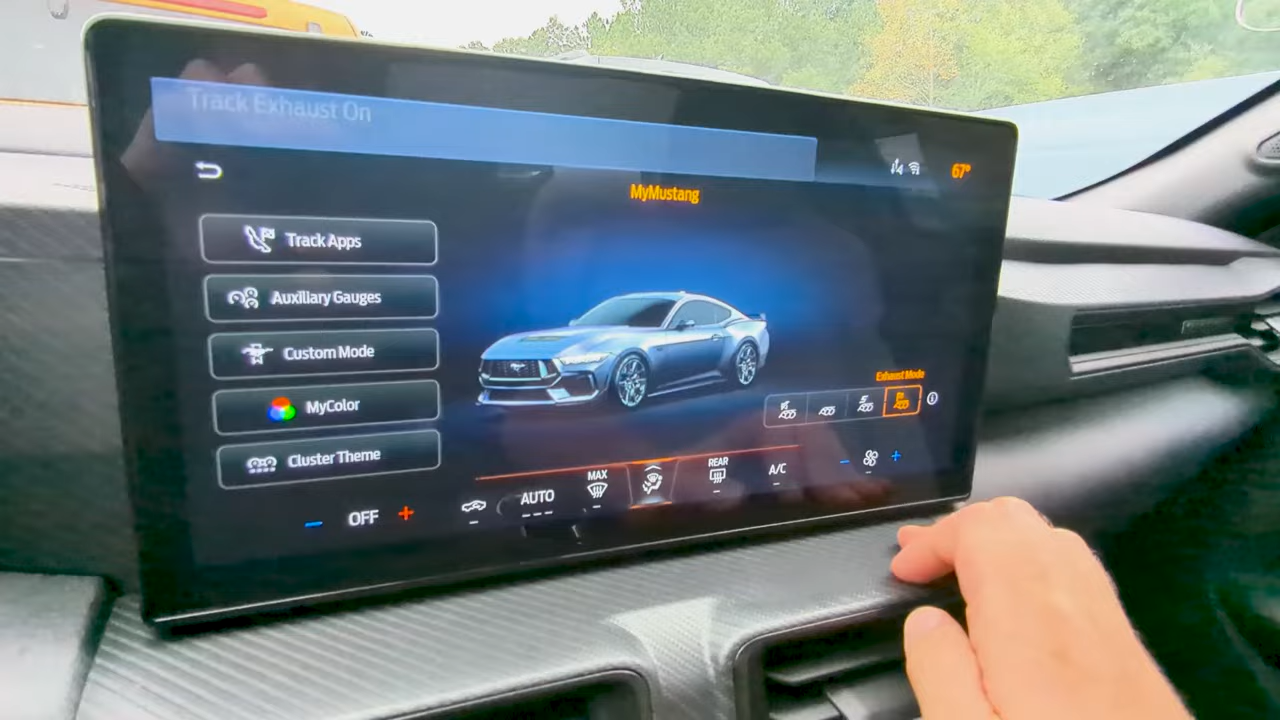 Track Exhaust On
67°
MyMustang
Track Apps
Auxiliary Gauges
Custom Mode
MyColor
Cluster Theme
Exhaust Mode
OFF
AUTO
MAX
REAR
A/C